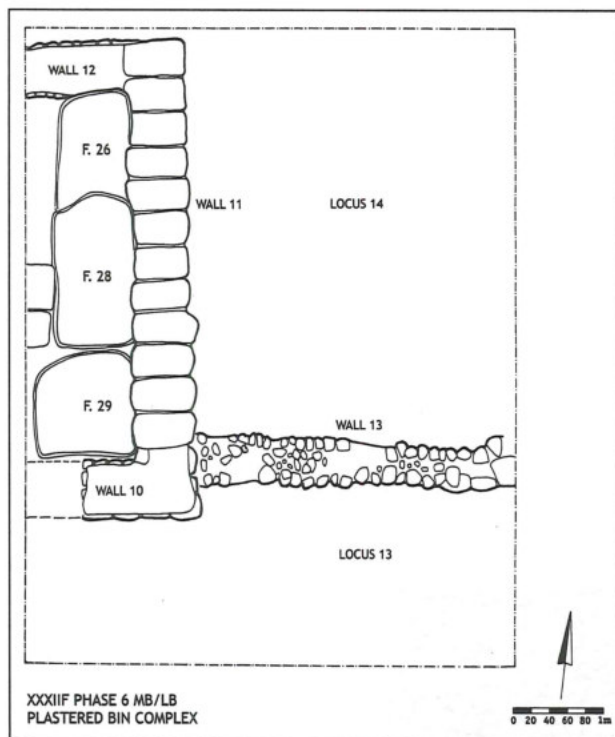 WALL 12
F. 26
WALL 11
LOCUS 14
F. 28
F. 29
WALL 13
WALL 10
LOCUS 13
XXXIIF PHASE 6 MB/LB
PLASTERED BIN COMPLEX
0 20 40 60 80 1m